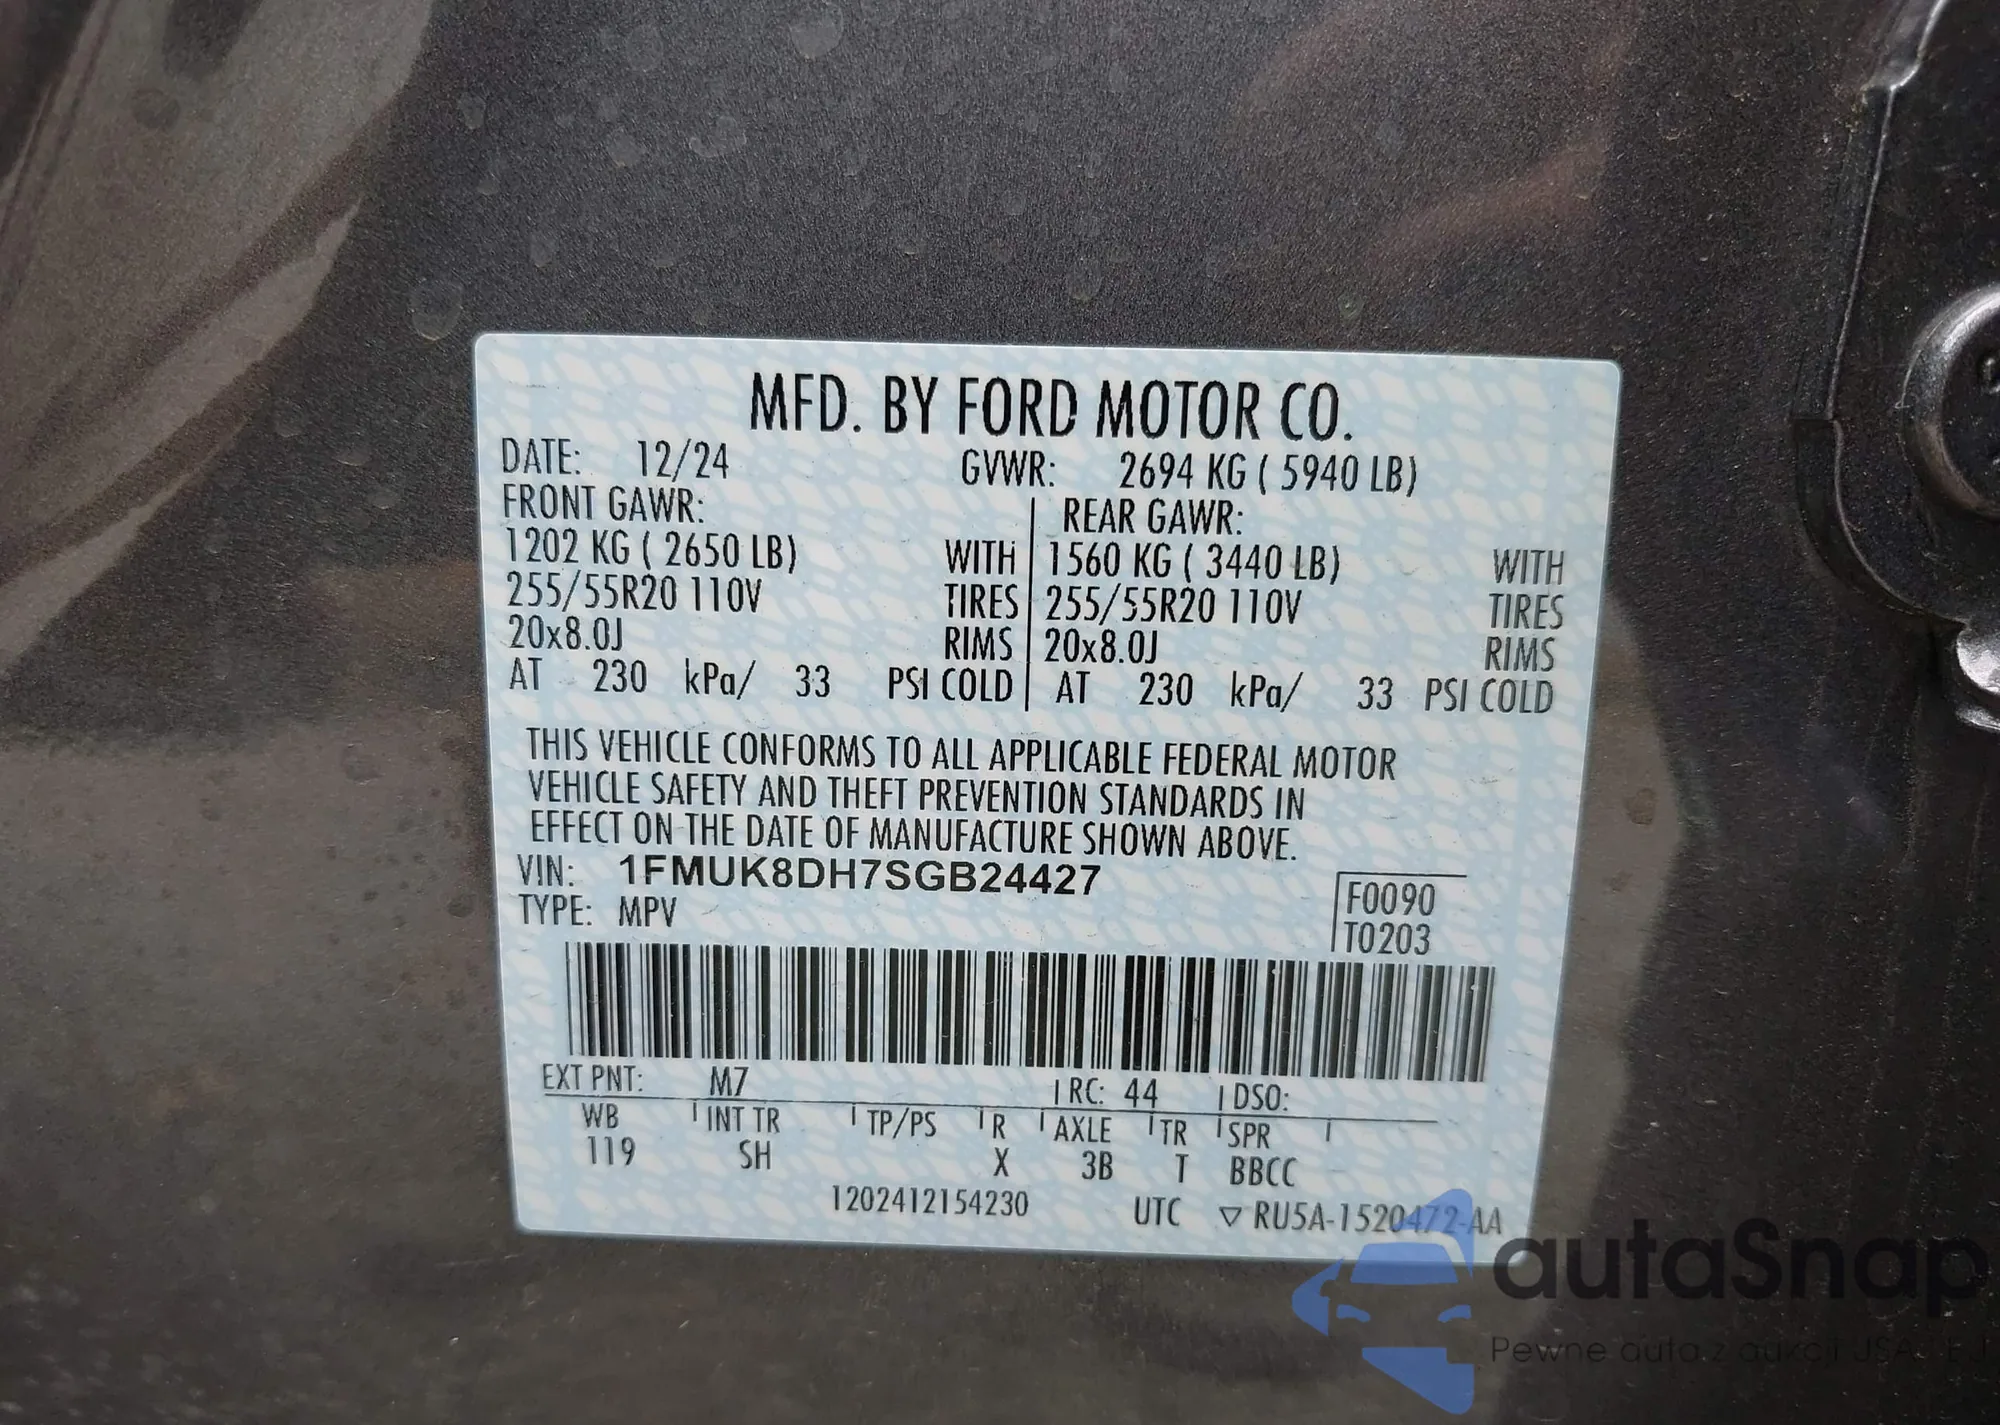 MFD. BY FORD MOTOR CO.
DATE: 12/24 GVWR: 2694 KG ( 5940 LB)
FRONT GAWR: REAR GAWR:
1202 KG ( 2650 LB) WITH 1560 KG ( 3440 LB) WITH
255/55R20 110V TIRES 255/55R20 110V TIRES
20x8.0J RIMS 20x8.0J RIMS
AT 230 kPa/ 33 PSI COLD AT 230 kPa/ 33 PSI COLD
THIS VEHICLE CONFORMS TO ALL APPLICABLE FEDERAL MOTOR
VEHICLE SAFETY AND THEFT PREVENTION STANDARDS IN
EFFECT ON THE DATE OF MANUFACTURE SHOWN ABOVE.
VIN: 1FMUK8DH7SGB24427
TYPE: MPV
F0090
T0203
EXT PNT: M7 RC: 44 DSO:
WB INT TR TP/PS R AXLE TR SPR
119 SH X 3B T BBCC
1202412154230 UTC ▽ RU5A-1520472-AA
autaSnap
Pewne auta z aukcji USA i EU